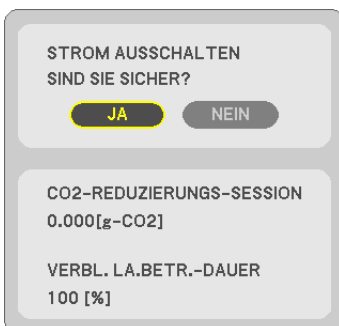 STROM AUSSCHALTEN
SIND SIE SICHER?
JA NEIN
CO2-REDUZIERUNGS-SESSION
0.000[g-CO2]
VERBL. LA.BETR.-DAUER
100 [%]